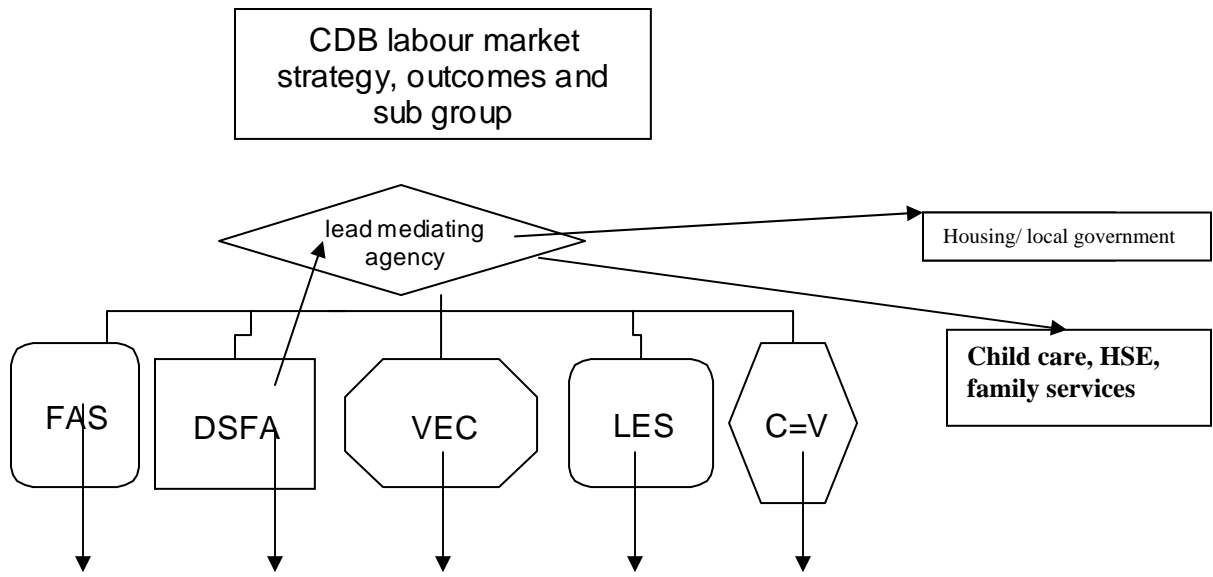 CDB labour market
strategy, outcomes and
sub group
lead mediating
agency
Housing/ local government
Child care, HSE,
family services
FAS
DSFA
VEC
LES
C=V